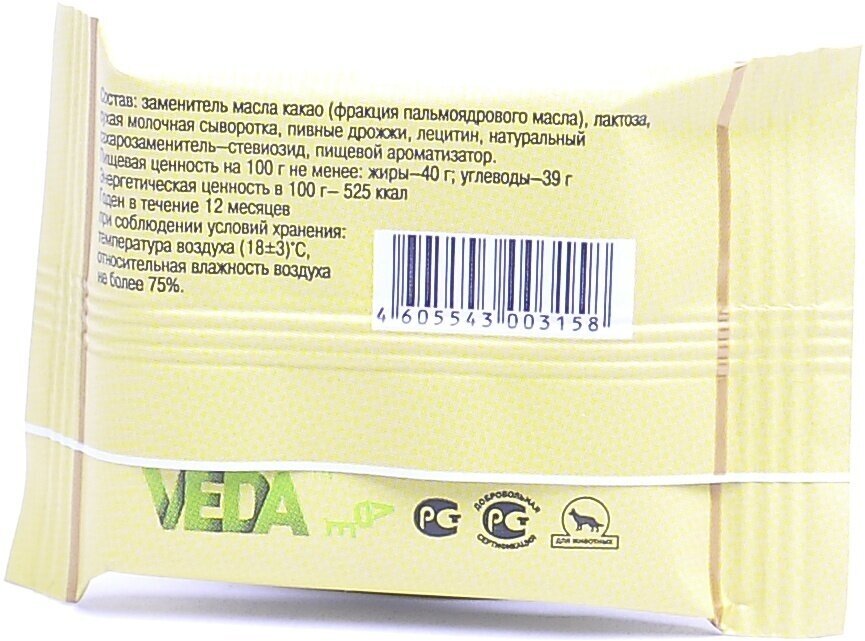 Состав: заменитель масла какао (фракция пальмоядрового масла), лактоза,
сухая молочная сыворотка, пивные дрожжи, лецитин, натуральный
сахарозаменитель–стевиозид, пищевой ароматизатор.
Пищевая ценность на 100 г не менее: жиры–40 г; углеводы–39 г
Энергетическая ценность в 100 г– 525 ккал
Годен в течение 12 месяцев
при соблюдении условий хранения:
температура воздуха (18±3)°С,
относительная влажность воздуха
не более 75%.
4 605543 003158
VEDA
РСТ
ДОБРОВОЛЬНАЯ
РСТ
СЕРТИФИКАЦИЯ
ДЛЯ ЖИВОТНЫХ